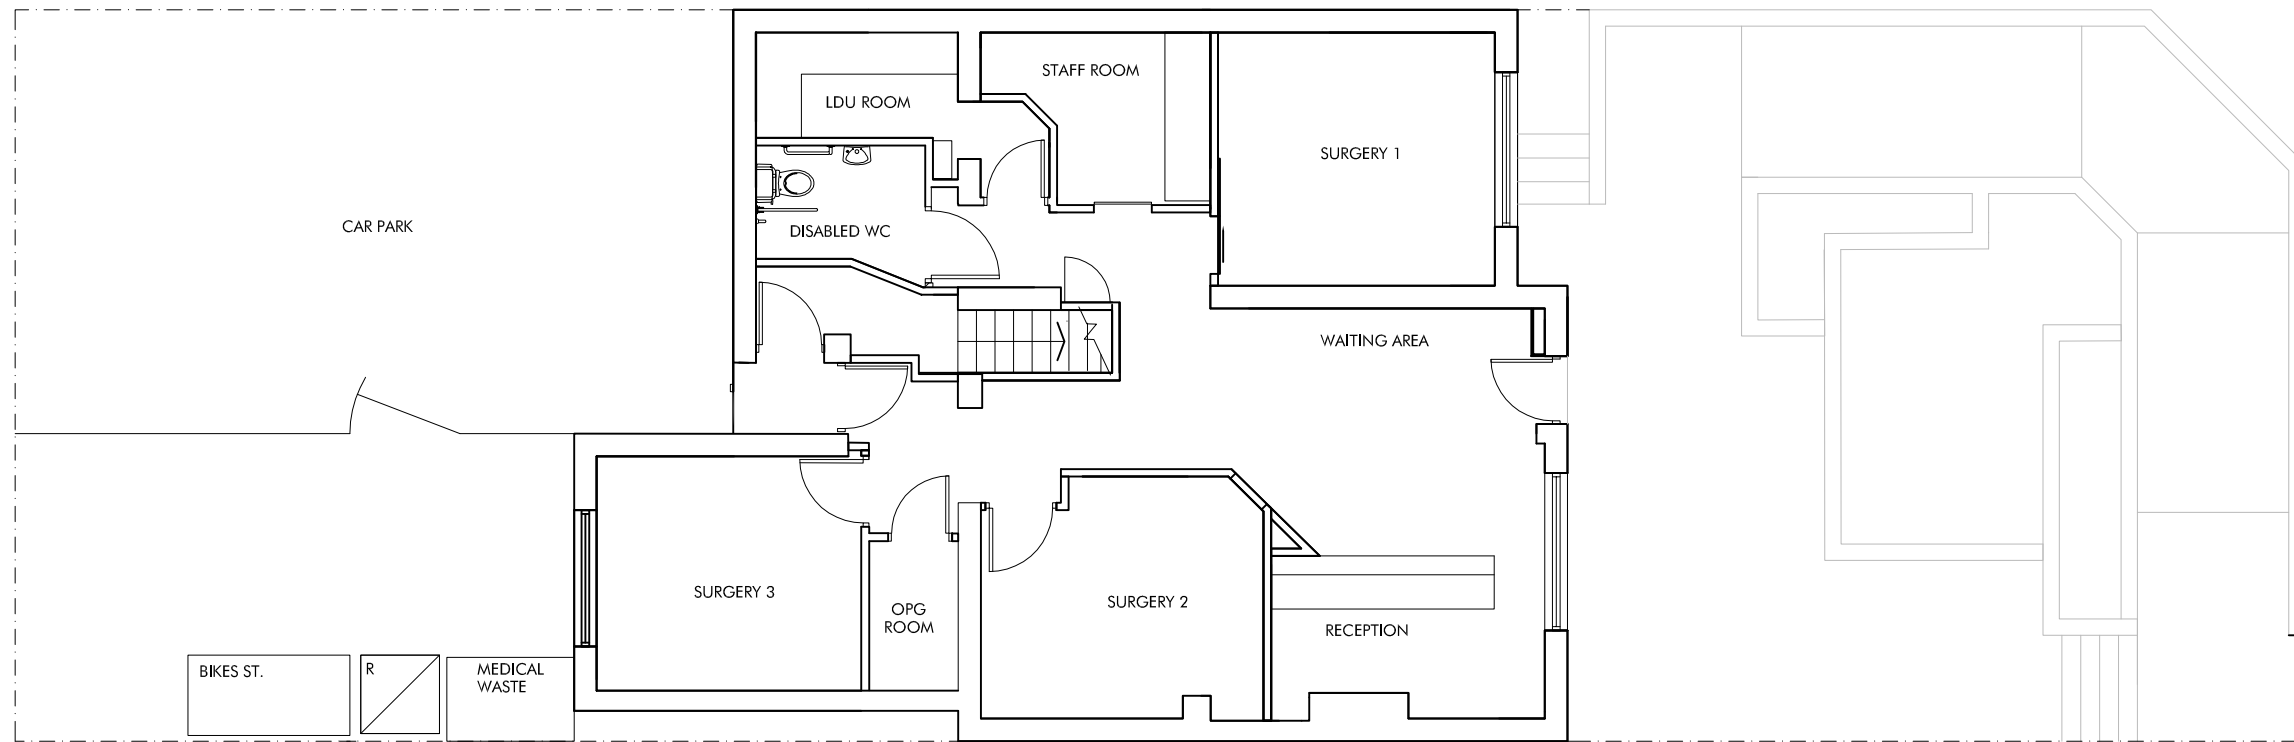 STAFF ROOM
LDU ROOM
SURGERY 1
CAR PARK
DISABLED WC
WAITING AREA
SURGERY 3
OPG
ROOM
SURGERY 2
RECEPTION
BIKES ST.
R
MEDICAL
WASTE